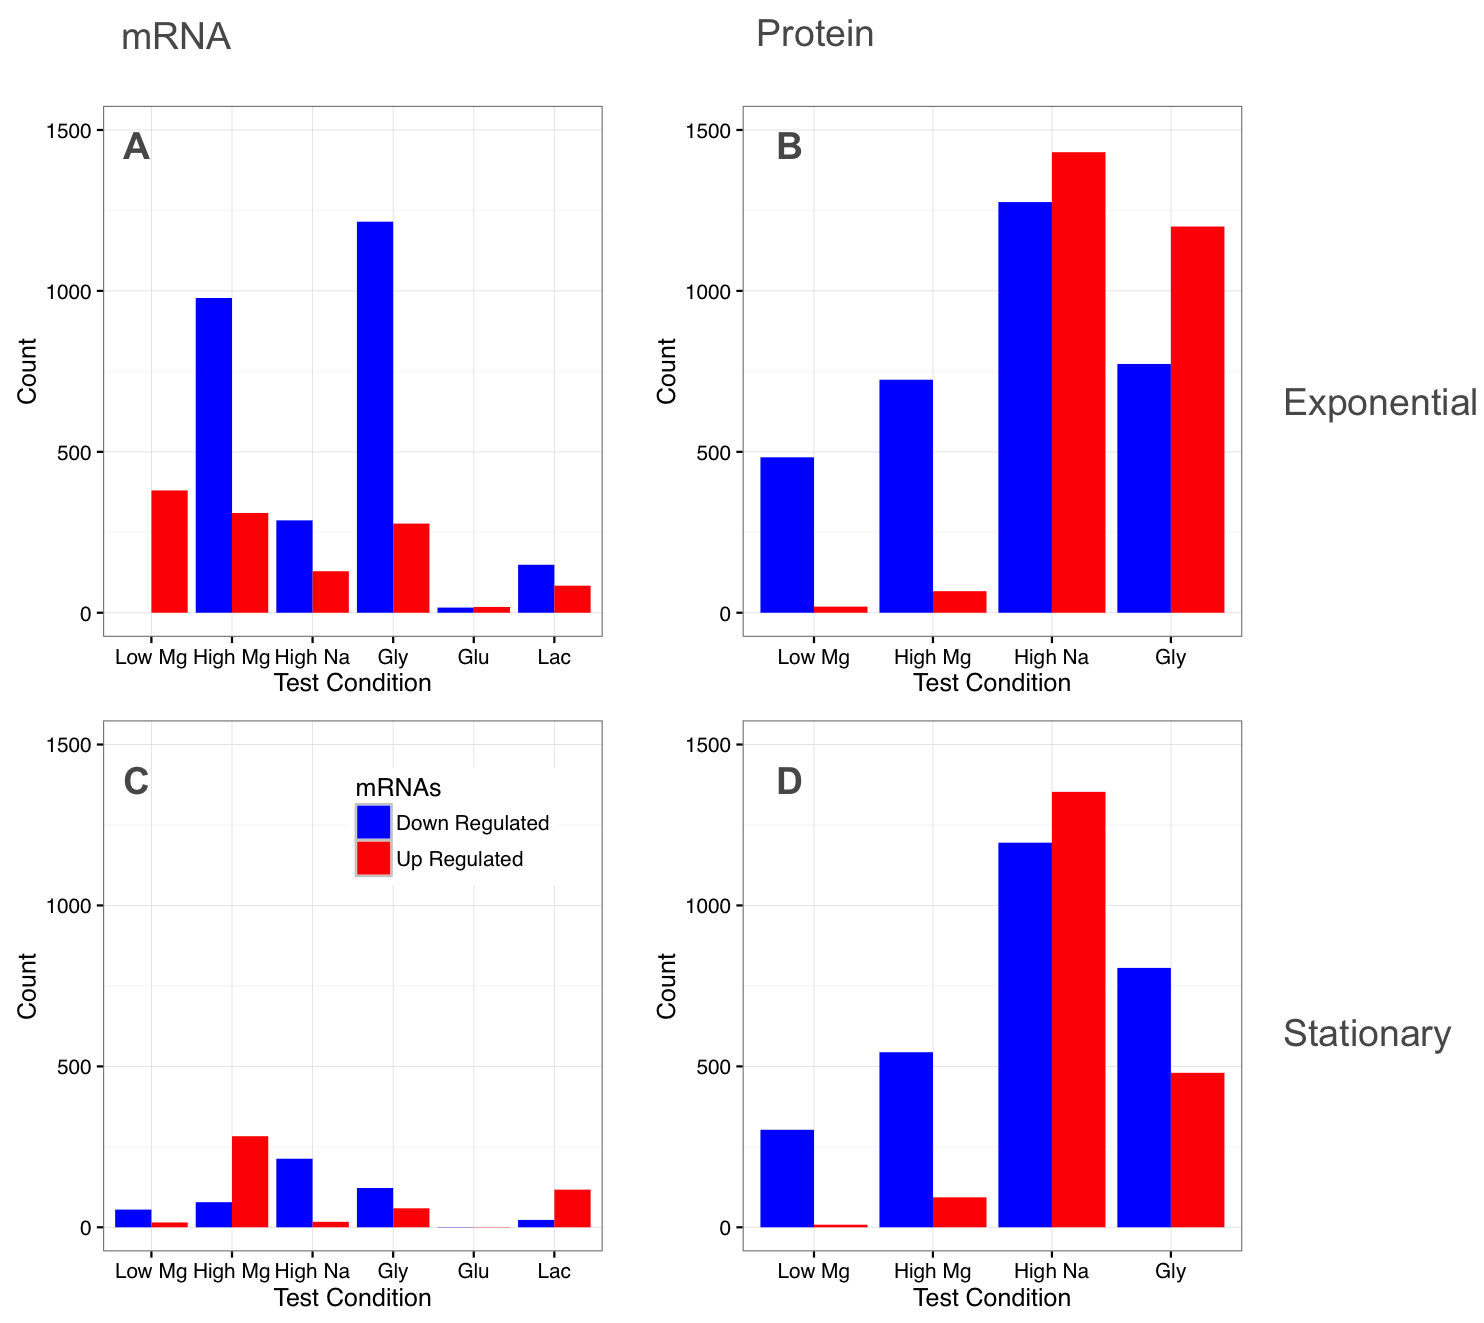 mRNA
Protein
A
1500
1000
500
0
Count
Low Mg High Mg High Na Gly Glu Lac
Test Condition
B
1500
1000
500
0
Count
Low Mg High Mg High Na Gly
Test Condition
Exponential
C
1500
1000
500
0
Count
mRNAs
Down Regulated
Up Regulated
Low Mg High Mg High Na Gly Glu Lac
Test Condition
D
1500
1000
500
0
Count
Low Mg High Mg High Na Gly
Test Condition
Stationary